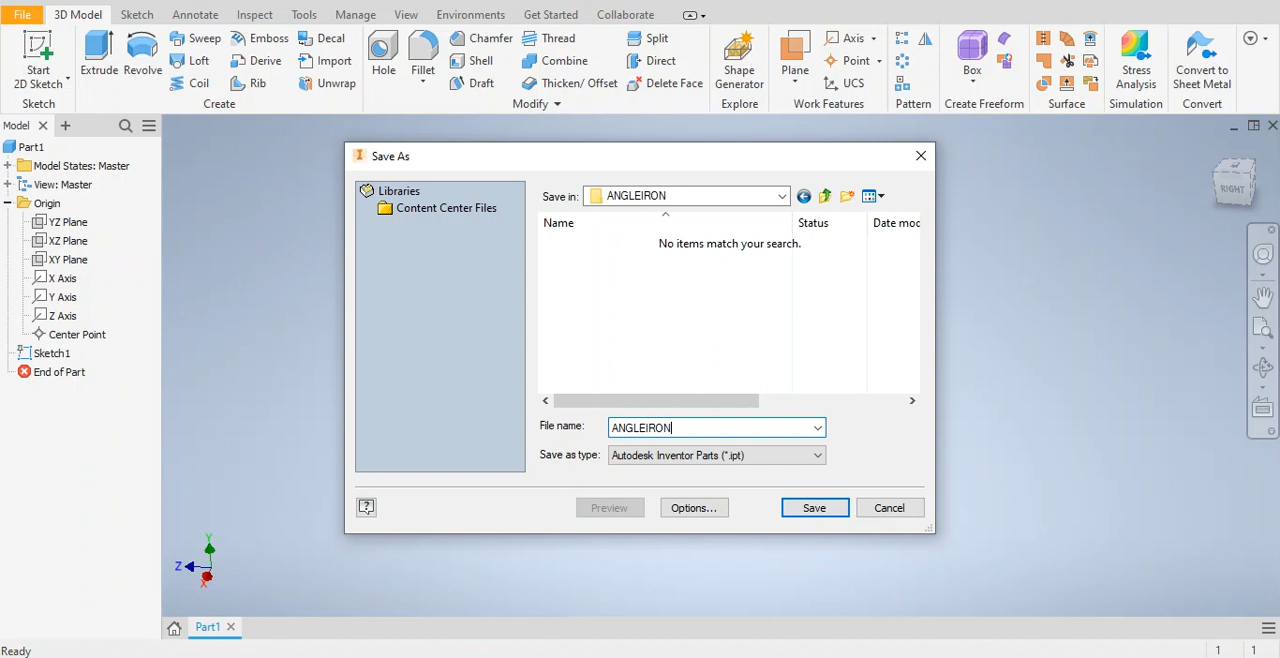 File 3D Model Sketch Annotate Inspect Tools Manage View Environments Get Started Collaborate
Start
2D Sketch
Sketch
Extrude Revolve
Sweep Emboss Decal
Loft Derive Import
Coil Rib Unwrap
Create
Hole Fillet
Chamfer Thread Split
Shell Combine Direct
Draft Thicken/ Offset Delete Face
Modify
Shape
Generator
Explore
Plane
Axis
Point
UCS
Work Features
Pattern
Box
Create Freeform
Surface
Stress
Analysis
Simulation
Convert to
Sheet Metal
Convert
Model
Part1
Model States: Master
View: Master
Origin
YZ Plane
XZ Plane
XY Plane
X Axis
Y Axis
Z Axis
Center Point
Sketch1
End of Part
Save As
Libraries
Content Center Files
Save in: ANGLEIRON
Name Status Date moc
No items match your search.
File name: ANGLEIRON
Save as type: Autodesk Inventor Parts (*.ipt)
Preview Options... Save Cancel
RIGHT
Y
Z
X
Part1
Ready 1 1